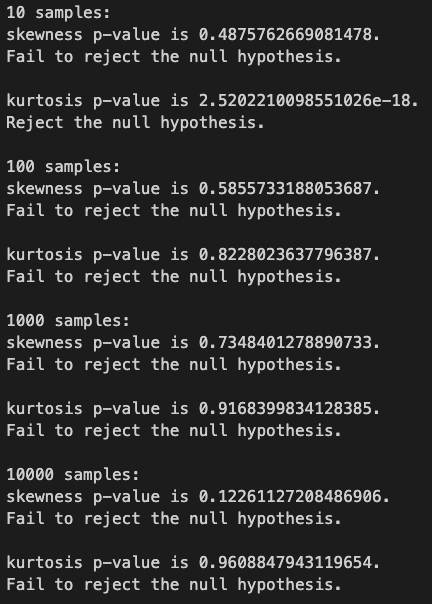 10 samples:
skewness p-value is 0.4875762669081478.
Fail to reject the null hypothesis.
kurtosis p-value is 2.5202210098551026e-18.
Reject the null hypothesis.
100 samples:
skewness p-value is 0.5855733188053687.
Fail to reject the null hypothesis.
kurtosis p-value is 0.8228023637796387.
Fail to reject the null hypothesis.
1000 samples:
skewness p-value is 0.7348401278890733.
Fail to reject the null hypothesis.
kurtosis p-value is 0.9168399834128385.
Fail to reject the null hypothesis.
10000 samples:
skewness p-value is 0.12261127208486906.
Fail to reject the null hypothesis.
kurtosis p-value is 0.9608847943119654.
Fail to reject the null hypothesis.